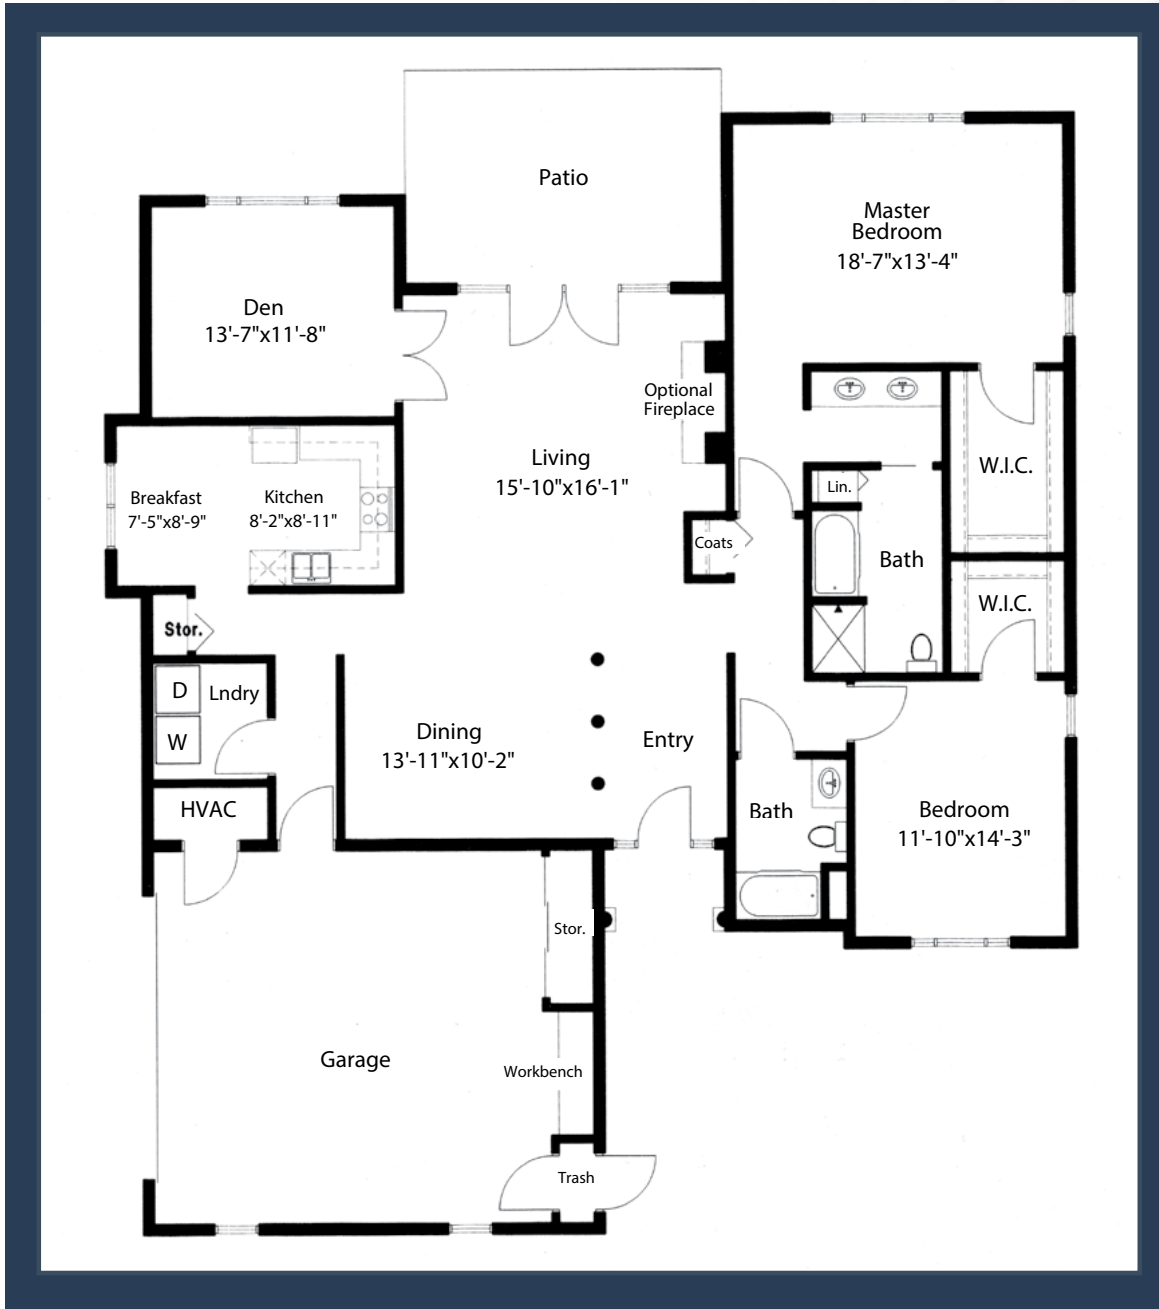 Patio
Master
Bedroom
18'-7"x13'-4"
Den
13'-7"x11'-8"
Optional
Fireplace
Living
15'-10"x16'-1"
W.I.C.
Breakfast
7'-5"x8'-9"
Kitchen
8'-2"x8'-11"
Lin.
Coats
Bath
W.I.C.
Stor.
D
Lndry
W
Dining
13'-11"x10'-2"
Entry
HVAC
Bath
Bedroom
11'-10"x14'-3"
Stor.
Garage
Workbench
Trash